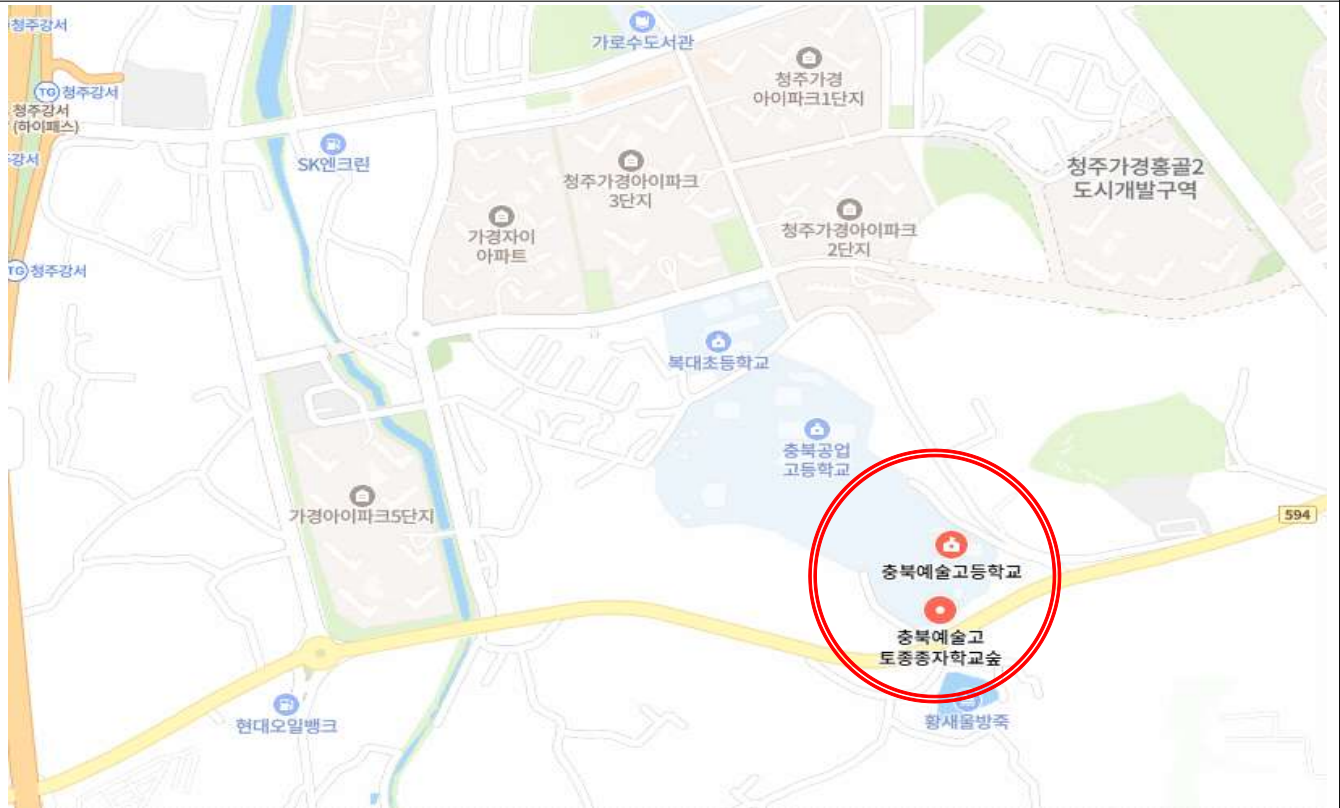 청주강서
가로수도서관
청주가경
아이파크1단지
TG 청주강서
청주강서
(하이패스)
강서
SK엔크린
청주가경아이파크
3단지
청주가경홍골2
도시개발구역
가경자이
아파트
청주가경아이파크
2단지
TG 청주강서
복대초등학교
충북공업
고등학교
가경아이파크5단지
594
충북예술고등학교
충북예술고
토종종자학교숲
현대오일뱅크
황새울방죽